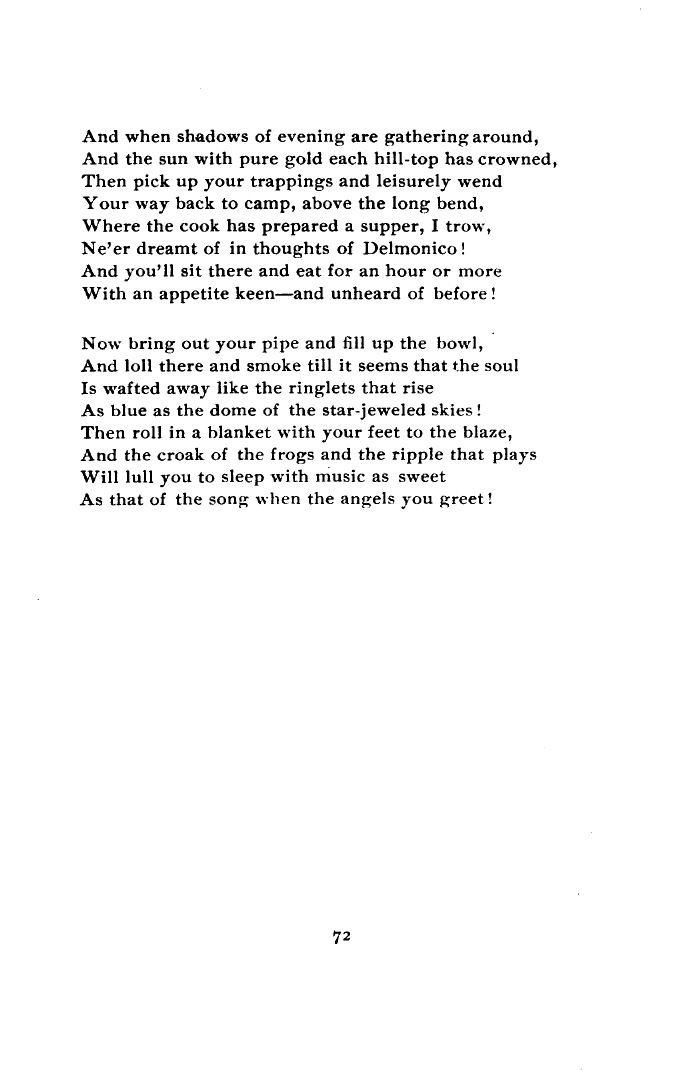 And when shadows of evening are gathering around,
And the sun with pure gold each hill-top has crowned,
Then pick up your trappings and leisurely wend
Your way back to camp, above the long bend,
Where the cook has prepared a supper, I trow,
Ne'er dreamt of in thoughts of Delmonico!
And you'll sit there and eat for an hour or more
With an appetite keen—and unheard of before!

Now bring out your pipe and fill up the bowl,
And loll there and smoke till it seems that the soul
Is wafted away like the ringlets that rise
As blue as the dome of the star-jeweled skies!
Then roll in a blanket with your feet to the blaze,
And the croak of the frogs and the ripple that plays
Will lull you to sleep with music as sweet
As that of the song when the angels you greet!

72